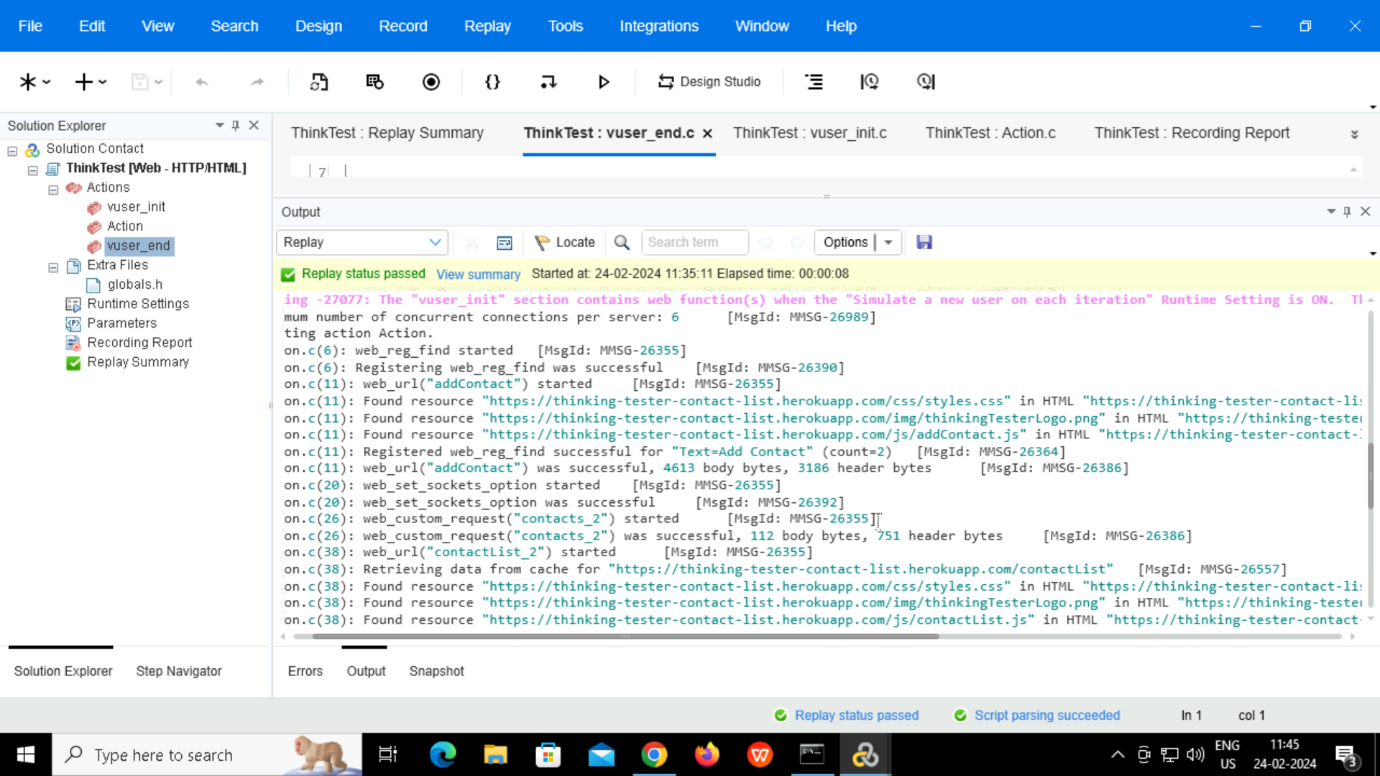 File Edit View Search Design Record Replay Tools Integrations Window Help
Design Studio
Solution Explorer
Solution Contact
ThinkTest [Web - HTTP/HTML]
Actions
vuser_init
Action
vuser_end
Extra Files
globals.h
Runtime Settings
Parameters
Recording Report
Replay Summary
Solution Explorer Step Navigator
ThinkTest : Replay Summary ThinkTest : vuser_end.c ThinkTest : vuser_init.c ThinkTest : Action.c ThinkTest : Recording Report
7
Output
Replay Locate Search term Options
Replay status passed View summary Started at: 24-02-2024 11:35:11 Elapsed time: 00:00:08
ing -27077: The "vuser_init" section contains web function(s) when the "Simulate a new user on each iteration" Runtime Setting is ON.
mum number of concurrent connections per server: 6 [MsgId: MMSG-26989]
ting action Action.
on.c(6): web_reg_find started [MsgId: MMSG-26355]
on.c(6): Registering web_reg_find was successful [MsgId: MMSG-26390]
on.c(11): web_url("addContact") started [MsgId: MMSG-26355]
on.c(11): Found resource "https://thinking-tester-contact-list.herokuapp.com/css/styles.css" in HTML "https://thinking-tester-contact-lis
on.c(11): Found resource "https://thinking-tester-contact-list.herokuapp.com/img/thinkingTesterLogo.png" in HTML "https://thinking-tester
on.c(11): Found resource "https://thinking-tester-contact-list.herokuapp.com/js/addContact.js" in HTML "https://thinking-tester-contact-l
on.c(11): Registered web_reg_find successful for "Text=Add Contact" (count=2) [MsgId: MMSG-26364]
on.c(11): web_url("addContact") was successful, 4613 body bytes, 3186 header bytes [MsgId: MMSG-26386]
on.c(20): web_set_sockets_option started [MsgId: MMSG-26355]
on.c(20): web_set_sockets_option was successful [MsgId: MMSG-26392]
on.c(26): web_custom_request("contacts_2") started [MsgId: MMSG-26355]
on.c(26): web_custom_request("contacts_2") was successful, 112 body bytes, 751 header bytes [MsgId: MMSG-26386]
on.c(38): web_url("contactList_2") started [MsgId: MMSG-26355]
on.c(38): Retrieving data from cache for "https://thinking-tester-contact-list.herokuapp.com/contactList" [MsgId: MMSG-26557]
on.c(38): Found resource "https://thinking-tester-contact-list.herokuapp.com/css/styles.css" in HTML "https://thinking-tester-contact-lis
on.c(38): Found resource "https://thinking-tester-contact-list.herokuapp.com/img/thinkingTesterLogo.png" in HTML "https://thinking-tester
on.c(38): Found resource "https://thinking-tester-contact-list.herokuapp.com/js/contactList.js" in HTML "https://thinking-tester-contact-
Errors Output Snapshot
Replay status passed Script parsing succeeded ln 1 col 1
Type here to search
ENG
US
11:45
24-02-2024
3